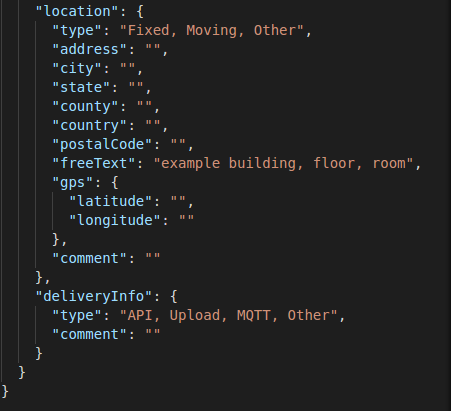 "location": {
"type": "Fixed, Moving, Other",
"address": "",
"city": "",
"state": "",
"county": "",
"country": "",
"postalCode": "",
"freeText": "example building, floor, room",
"gps": {
"latitude": "",
"longitude": ""
},
"comment": ""
},
"deliveryInfo": {
"type": "API, Upload, MQTT, Other",
"comment": ""
}
}
}